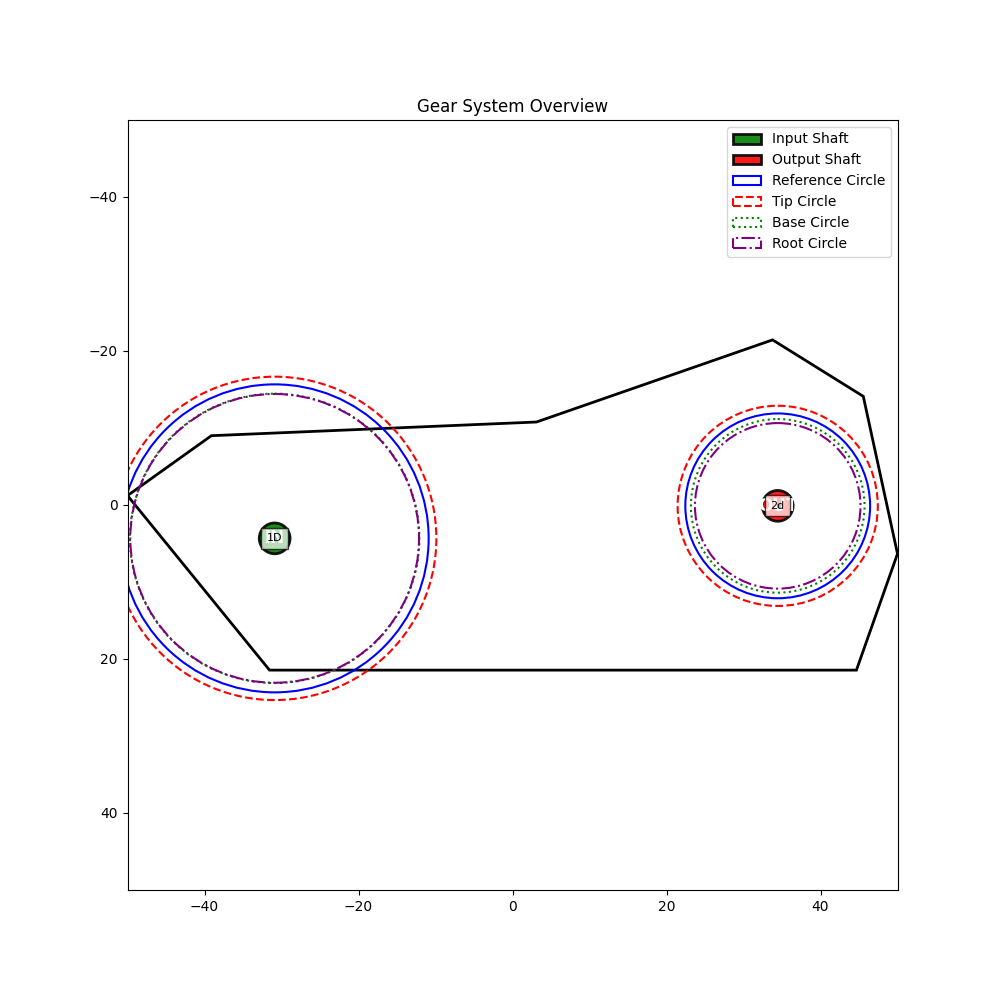 Gear System Overview
Input Shaft
Output Shaft
Reference Circle
Tip Circle
Base Circle
Root Circle
−40
−20
0
20
40
1D
2d
−40
−20
0
20
40